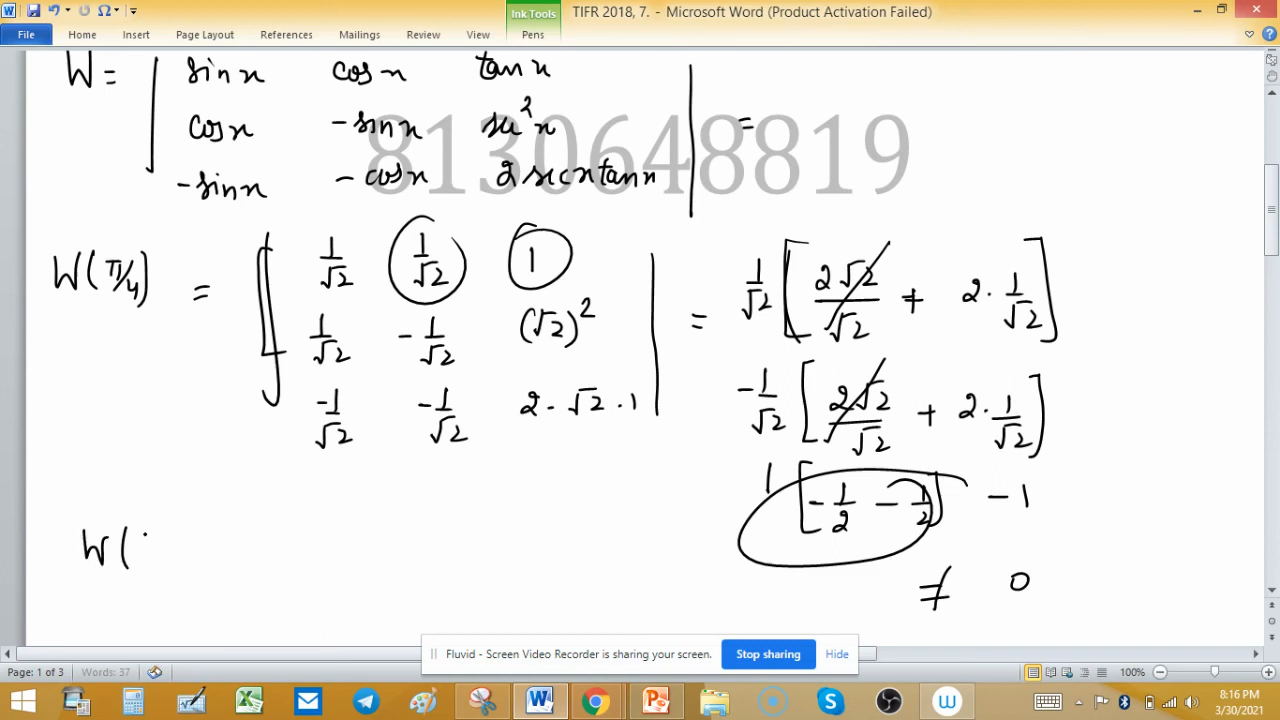 TIFR 2018, 7. - Microsoft Word (Product Activation Failed)
Ink Tools
File Home Insert Page Layout References Mailings Review View Pens
W = | sin x cos x tan x | =
cos x -sin x sec²x
-sin x -cos x 2 sec x tan x
8130648819
W(π/4) = | 1/√2 1/√2 1 | = 1/√2 [2√2/√2 + 2·1/√2]
1/√2 -1/√2 (√2)²
-1/√2 -1/√2 2·√2·1
-1/√2 [2√2/√2 + 2·1/√2]
1 [-1/2 - 1/2] -1
≠ 0
W(
Fluvid - Screen Video Recorder is sharing your screen. Stop sharing Hide
Page: 1 of 3 Words: 37 100%
8:16 PM
3/30/2021